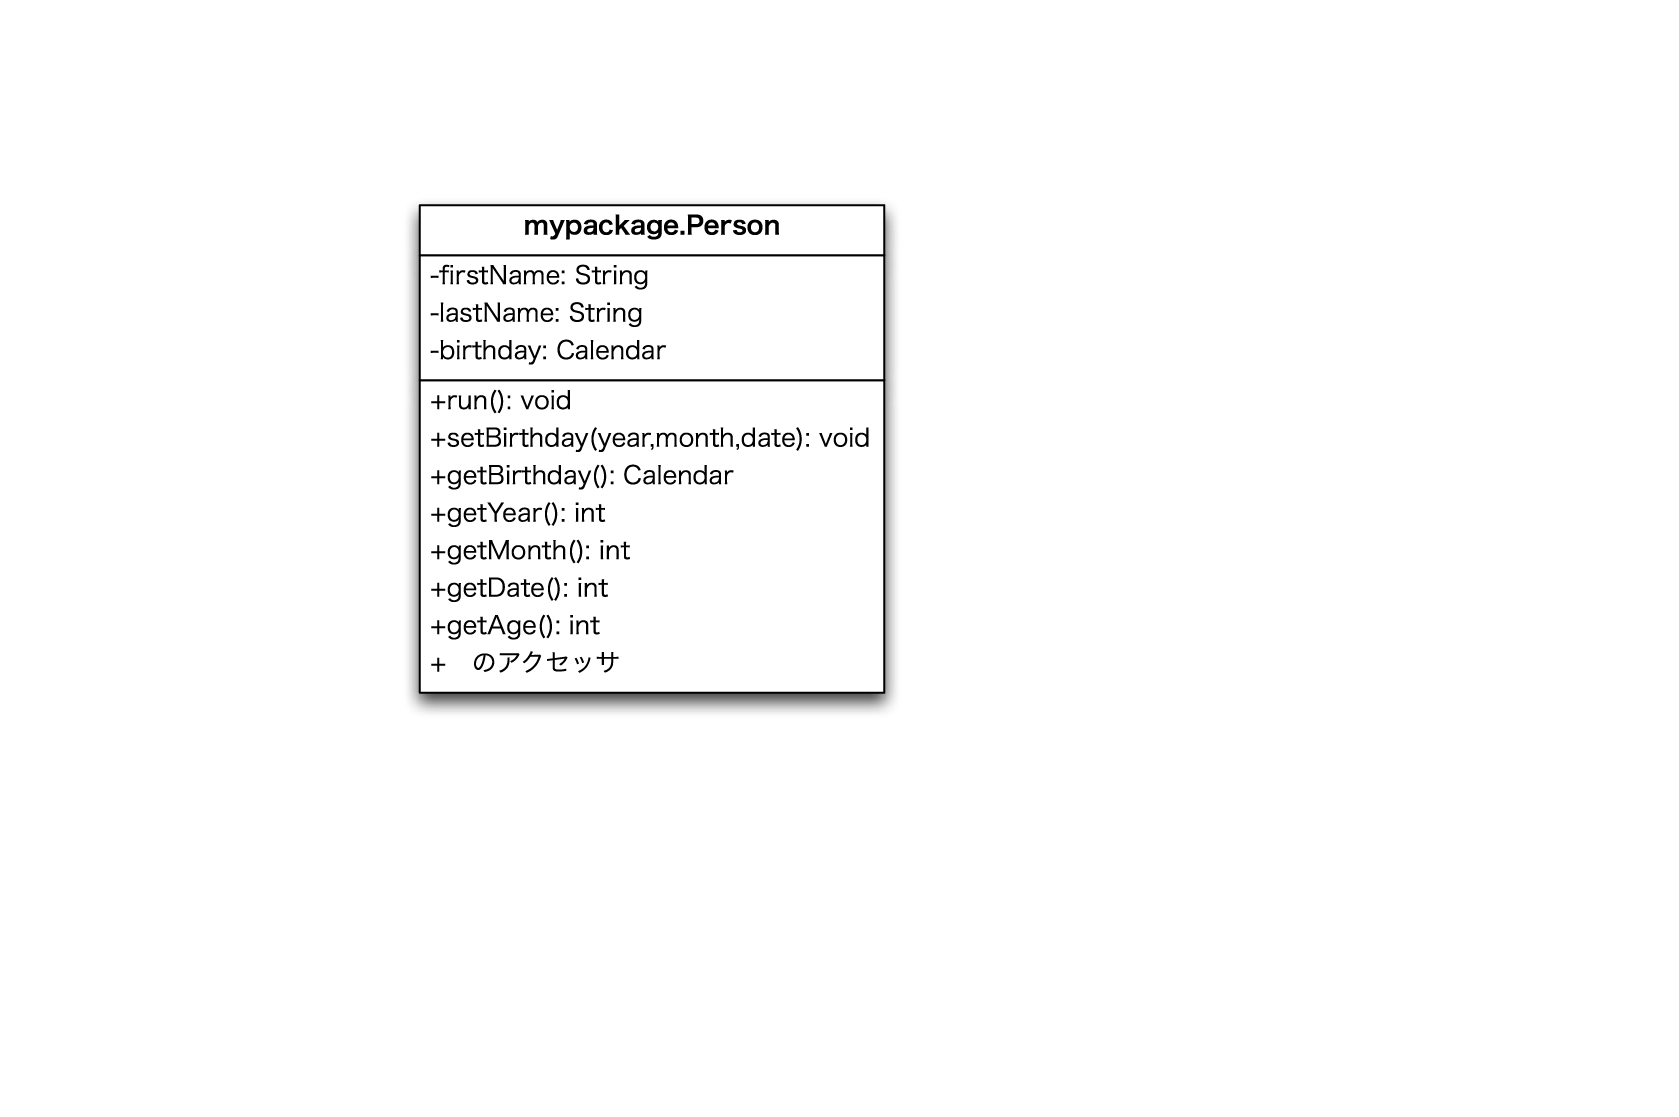 mypackage.Person
-firstName: String
-lastName: String
-birthday: Calendar
+run(): void
+setBirthday(year,month,date): void
+getBirthday(): Calendar
+getYear(): int
+getMonth(): int
+getDate(): int
+getAge(): int
+　のアクセッサ